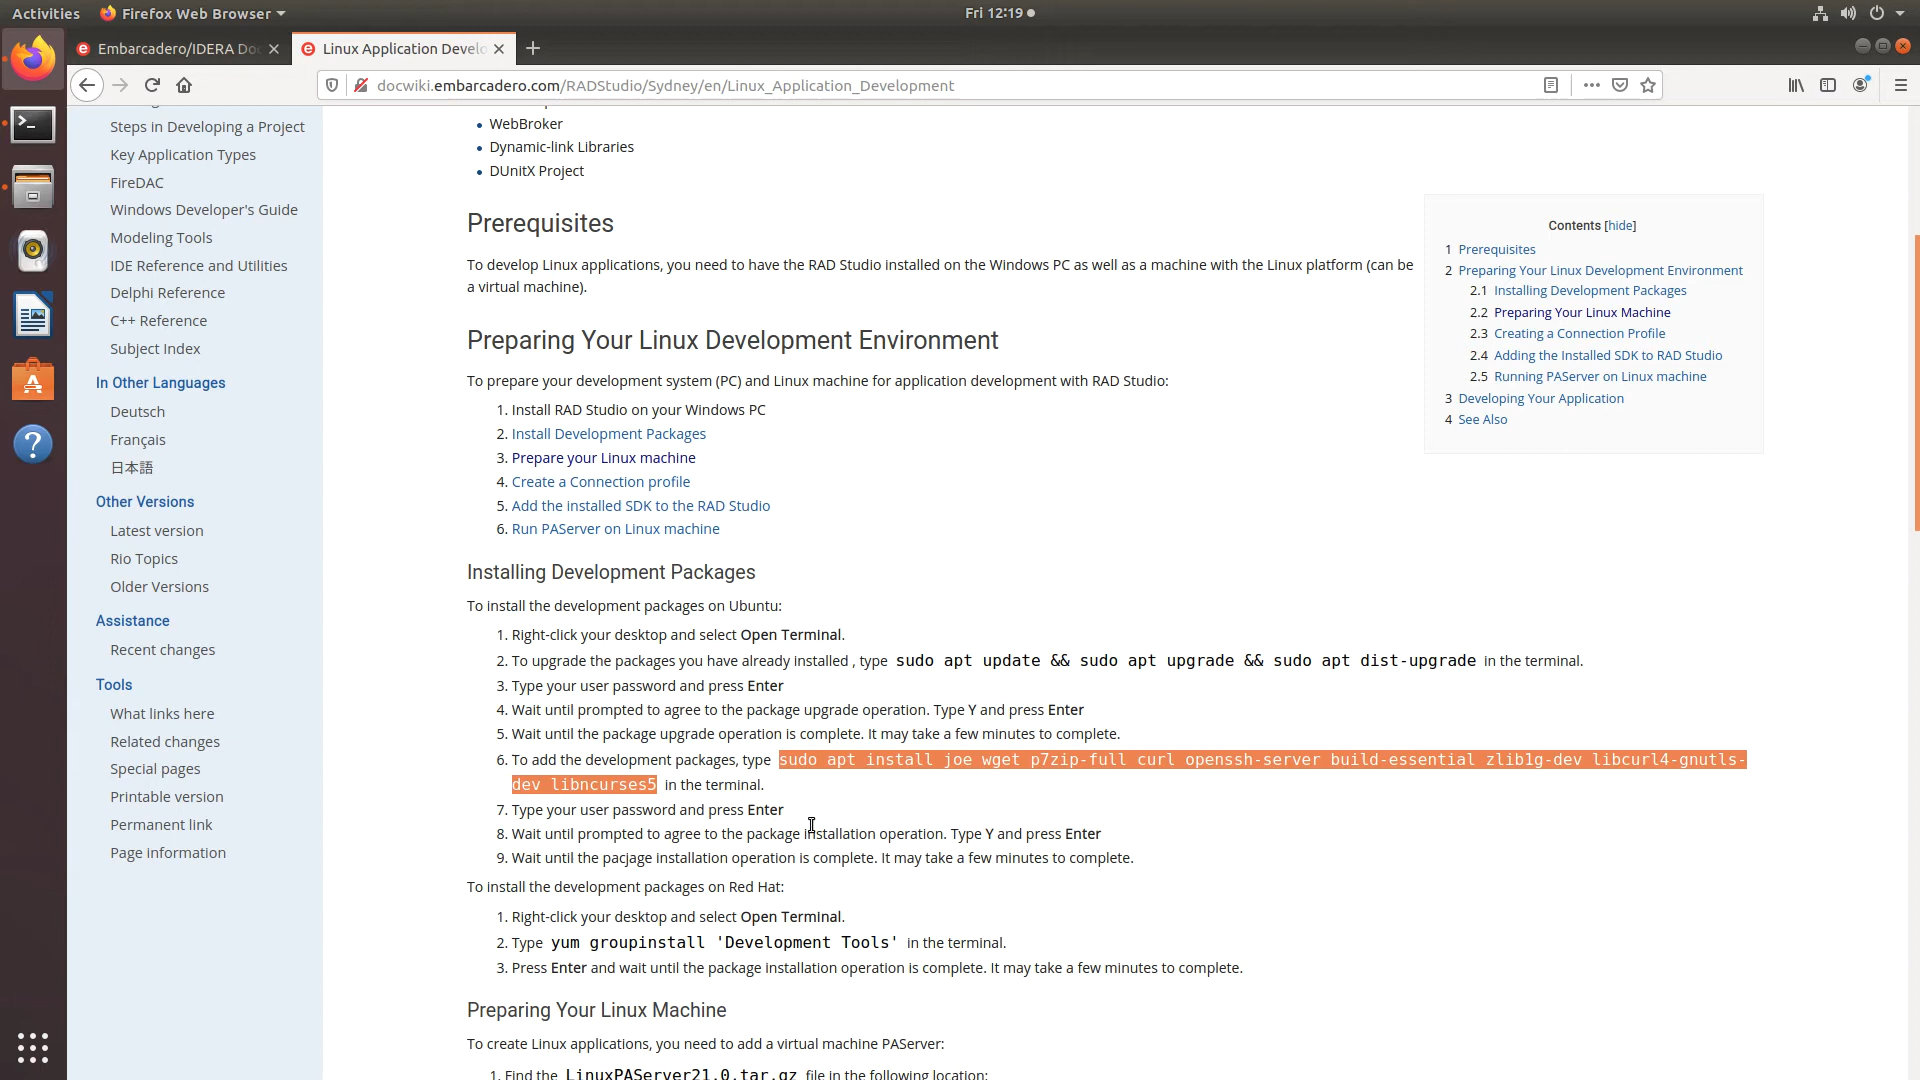 Activities
Firefox Web Browser
Fri 12:19
Embarcadero/IDERA Do
Linux Application Develo
docwiki.embarcadero.com/RADStudio/Sydney/en/Linux_Application_Development
Steps in Developing a Project
Key Application Types
FireDAC
Windows Developer's Guide
Modeling Tools
IDE Reference and Utilities
Delphi Reference
C++ Reference
Subject Index
In Other Languages
Deutsch
Français
日本語
Other Versions
Latest version
Rio Topics
Older Versions
Assistance
Recent changes
Tools
What links here
Related changes
Special pages
Printable version
Permanent link
Page information
• WebBroker
• Dynamic-link Libraries
• DUnitX Project
Prerequisites
To develop Linux applications, you need to have the RAD Studio installed on the Windows PC as well as a machine with the Linux platform (can be
a virtual machine).
Preparing Your Linux Development Environment
To prepare your development system (PC) and Linux machine for application development with RAD Studio:
1. Install RAD Studio on your Windows PC
2. Install Development Packages
3. Prepare your Linux machine
4. Create a Connection profile
5. Add the installed SDK to the RAD Studio
6. Run PAServer on Linux machine
Installing Development Packages
To install the development packages on Ubuntu:
1. Right-click your desktop and select Open Terminal.
2. To upgrade the packages you have already installed , type sudo apt update && sudo apt upgrade && sudo apt dist-upgrade in the terminal.
3. Type your user password and press Enter
4. Wait until prompted to agree to the package upgrade operation. Type Y and press Enter
5. Wait until the package upgrade operation is complete. It may take a few minutes to complete.
6. To add the development packages, type sudo apt install joe wget p7zip-full curl openssh-server build-essential zlib1g-dev libcurl4-gnutls-
dev libncurses5 in the terminal.
7. Type your user password and press Enter
8. Wait until prompted to agree to the package installation operation. Type Y and press Enter
9. Wait until the pacjage installation operation is complete. It may take a few minutes to complete.
To install the development packages on Red Hat:
1. Right-click your desktop and select Open Terminal.
2. Type yum groupinstall 'Development Tools' in the terminal.
3. Press Enter and wait until the package installation operation is complete. It may take a few minutes to complete.
Preparing Your Linux Machine
To create Linux applications, you need to add a virtual machine PAServer:
1. Find the LinuxPAServer21.0.tar.gz file in the following location:
Contents [hide]
1 Prerequisites
2 Preparing Your Linux Development Environment
2.1 Installing Development Packages
2.2 Preparing Your Linux Machine
2.3 Creating a Connection Profile
2.4 Adding the Installed SDK to RAD Studio
2.5 Running PAServer on Linux machine
3 Developing Your Application
4 See Also